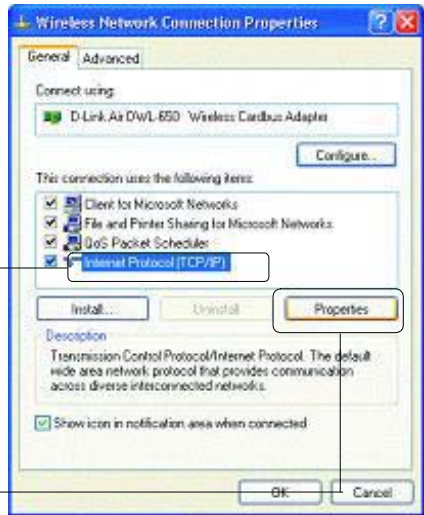 Wireless Network Connection Properties
General Advanced
Connect using:
D-Link Air DWL-650 Wireless Cardbus Adapter
Configure...
This connection uses the following items:
Client for Microsoft Networks
File and Printer Sharing for Microsoft Networks
QoS Packet Scheduler
Internet Protocol (TCP/IP)
Install... Uninstall Properties
Description
Transmission Control Protocol/Internet Protocol. The default
wide area network protocol that provides communication
across diverse interconnected networks.
Show icon in notification area when connected
OK Cancel